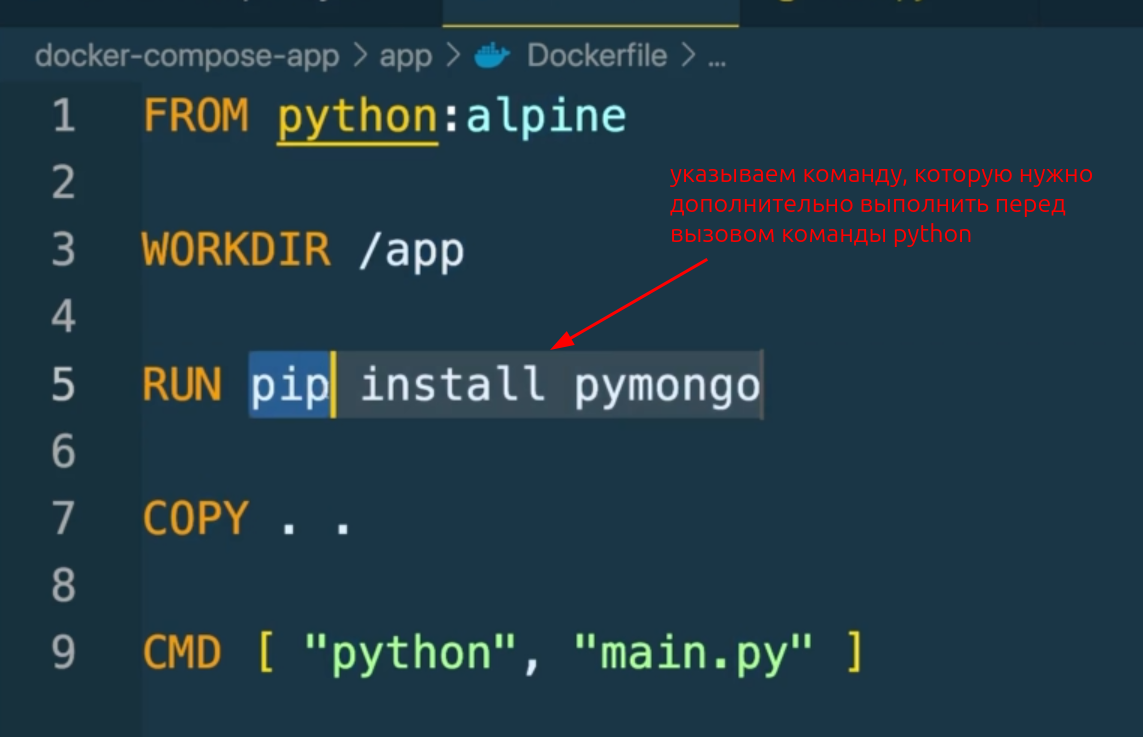 docker-compose-app > app > Dockerfile > ...
1 FROM python:alpine
2
указываем команду, которую нужно
дополнительно выполнить перед
вызовом команды python
3 WORKDIR /app
4
5 RUN pip install pymongo
6
7 COPY . .
8
9 CMD [ "python", "main.py" ]